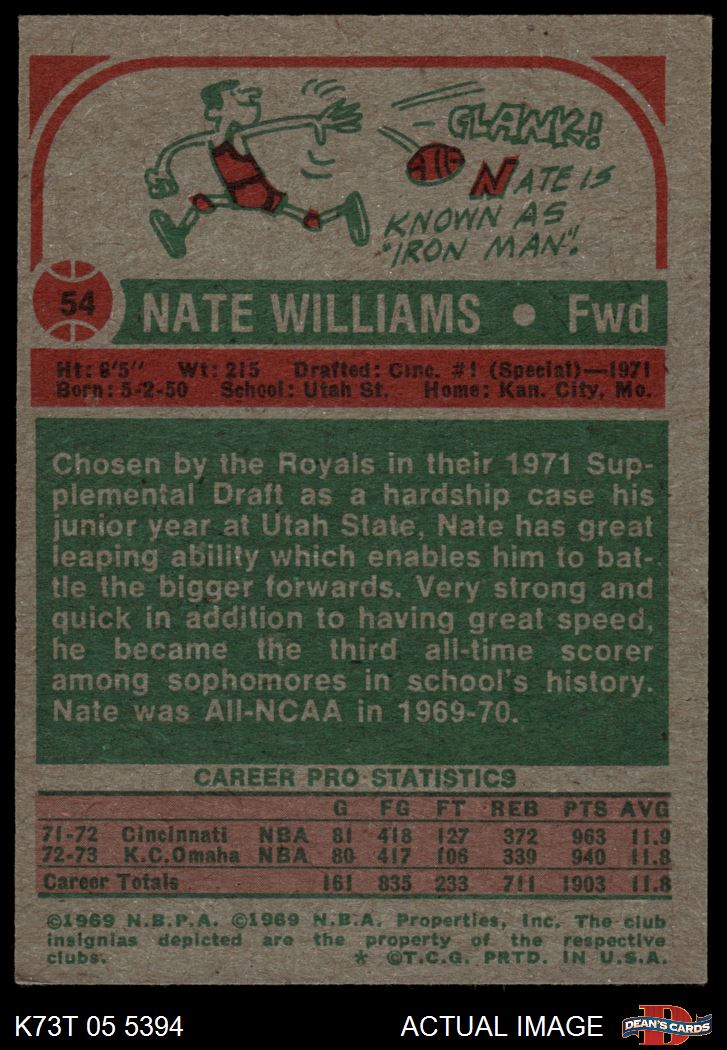 CLANK!
NATE IS
KNOWN AS
"IRON MAN".
54
NATE WILLIAMS • Fwd
Ht: 6'5" Wt: 215 Drafted: Cinc. #1 (Special)—1971
Born: 5-2-50 School: Utah St. Home: Kan. City, Mo.
Chosen by the Royals in their 1971 Sup-
plemental Draft as a hardship case his
junior year at Utah State, Nate has great
leaping ability which enables him to bat-
tle the bigger forwards. Very strong and
quick in addition to having great speed,
he became the third all-time scorer
among sophomores in school's history.
Nate was All-NCAA in 1969-70.
CAREER PRO STATISTICS
G FG FT REB PTS AVG
71-72 Cincinnati NBA 81 418 127 372 963 11.9
72-73 K.C.Omaha NBA 80 417 106 339 940 11.8
Career Totals 161 835 233 711 1903 11.8
©1969 N.B.P.A. ©1969 N.B.A. Properties, Inc. The club
insignias depicted are the property of the respective
clubs. * ©T.C.G. PRTD. IN U.S.A.
K73T 05 5394 ACTUAL IMAGE
D
DEAN'S CARDS